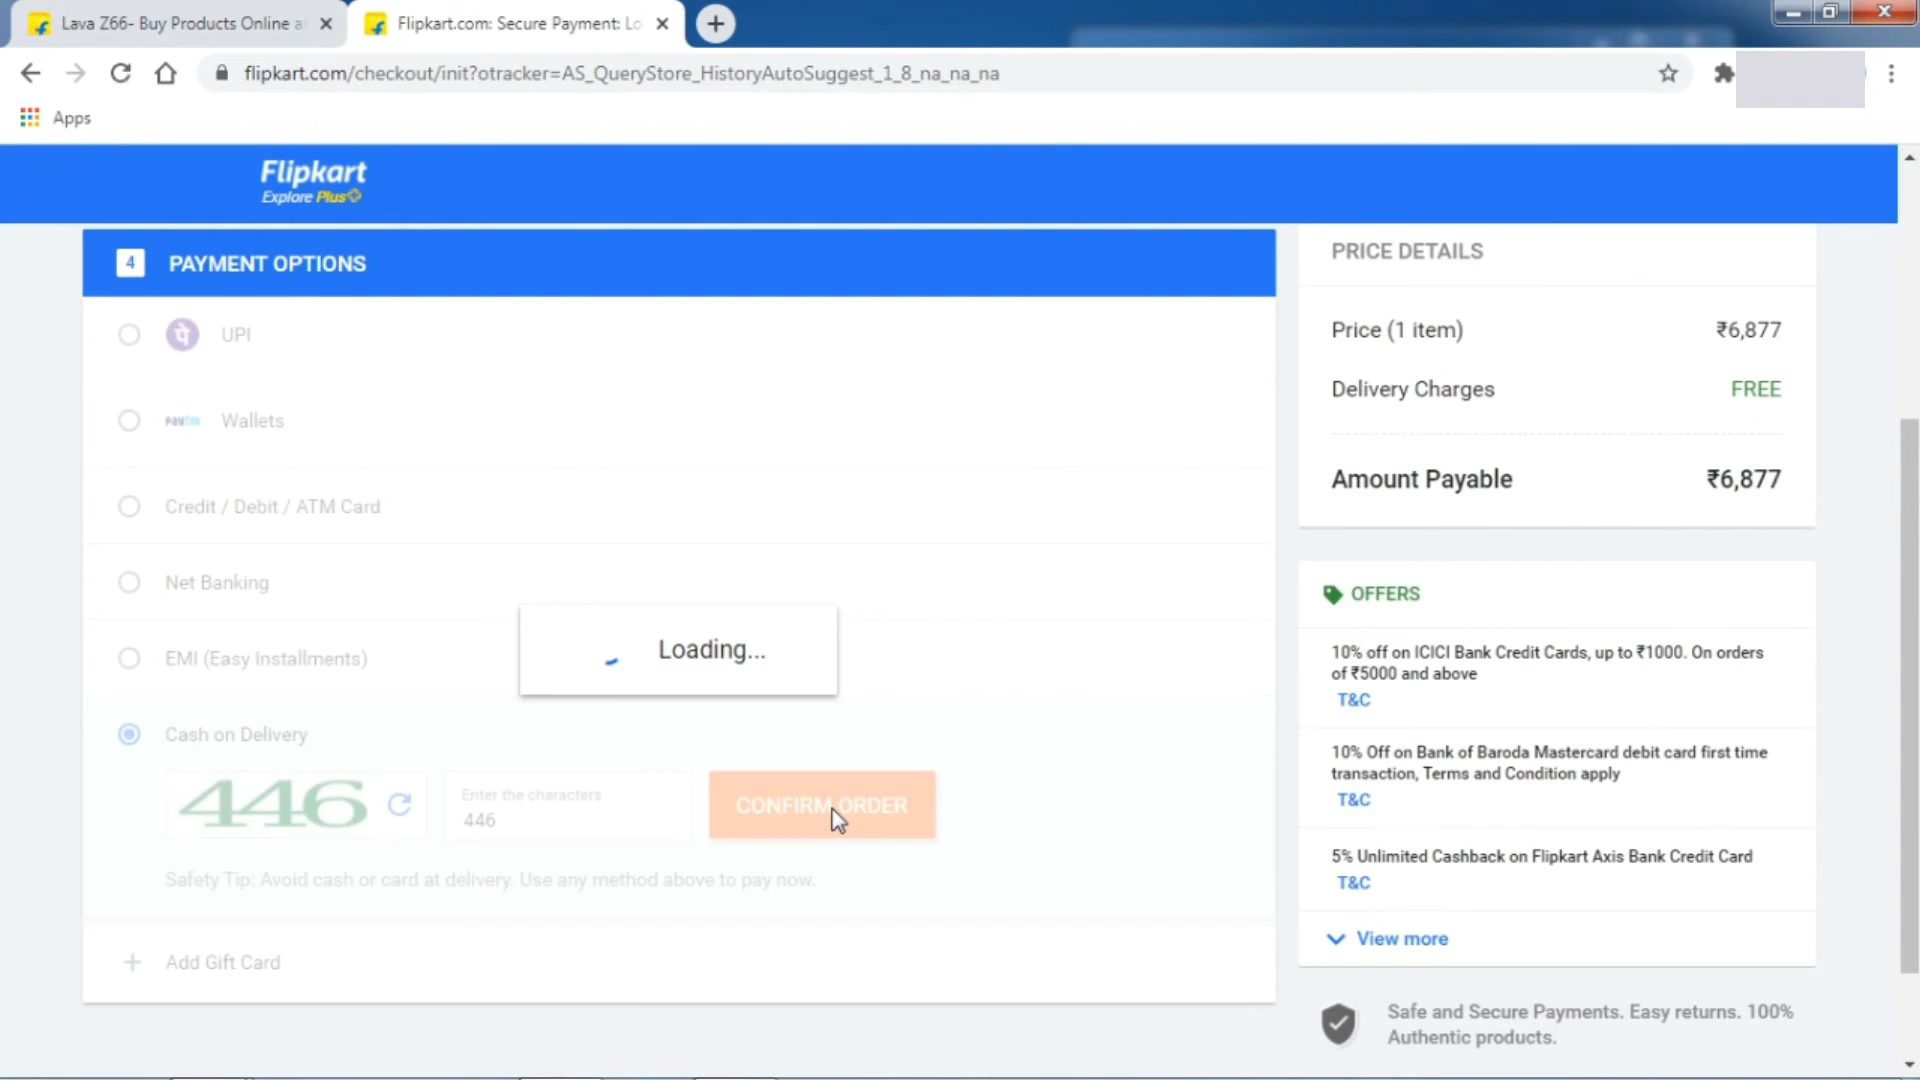 Lava Z66- Buy Products Online a
Flipkart.com: Secure Payment: Lo
flipkart.com/checkout/init?otracker=AS_QueryStore_HistoryAutoSuggest_1_8_na_na_na
Apps
Flipkart
Explore Plus
4 PAYMENT OPTIONS
पे UPI
Paytm Wallets
Credit / Debit / ATM Card
Net Banking
EMI (Easy Installments)
Loading...
Cash on Delivery
446
Enter the characters
446
CONFIRM ORDER
Safety Tip: Avoid cash or card at delivery. Use any method above to pay now.
+ Add Gift Card
PRICE DETAILS
Price (1 item) ₹6,877
Delivery Charges FREE
Amount Payable ₹6,877
OFFERS
10% off on ICICI Bank Credit Cards, up to ₹1000. On orders
of ₹5000 and above
T&C
10% Off on Bank of Baroda Mastercard debit card first time
transaction, Terms and Condition apply
T&C
5% Unlimited Cashback on Flipkart Axis Bank Credit Card
T&C
View more
Safe and Secure Payments. Easy returns. 100%
Authentic products.